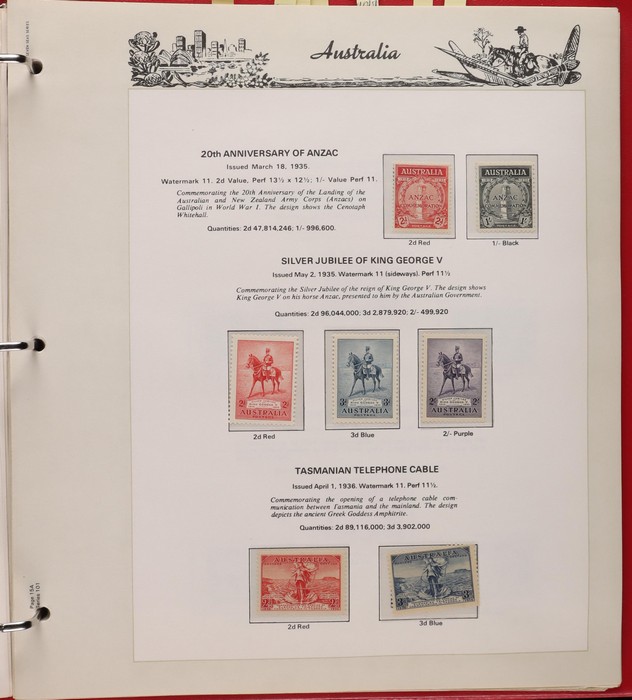 Australia
20th ANNIVERSARY OF ANZAC
Issued March 18, 1935.
Watermark 11. 2d Value, Perf 13½ x 12½; 1/- Value Perf 11.
Commemorating the 20th Anniversary of the Landing of the
Australian and New Zealand Army Corps (Anzacs) on
Gallipoli in World War I. The design shows the Cenotaph
Whitehall.
Quantities: 2d 47,814,246; 1/- 996,600.
AUSTRALIA
ANZAC
2d Red
AUSTRALIA
ANZAC
1/- Black
SILVER JUBILEE OF KING GEORGE V
Issued May 2, 1935. Watermark 11 (sideways). Perf 11½
Commemorating the Silver Jubilee of the reign of King George V. The design shows
King George V on his horse Anzac, presented to him by the Australian Government.
Quantities: 2d 96,044,000; 3d 2.879,920; 2/- 499,920
AUSTRALIA
2d Red
AUSTRALIA
3d Blue
AUSTRALIA
2/- Purple
TASMANIAN TELEPHONE CABLE
Issued April 1, 1936. Watermark 11. Perf 11½.
Commemorating the opening of a telephone cable com-
munication between Tasmania and the mainland. The design
depicts the ancient Greek Goddess Amphitrite.
Quantities: 2d 89,116,000; 3d 3.902.000
AUSTRALIA
2d Red
AUSTRALIA
3d Blue
Page 15A
Series 101